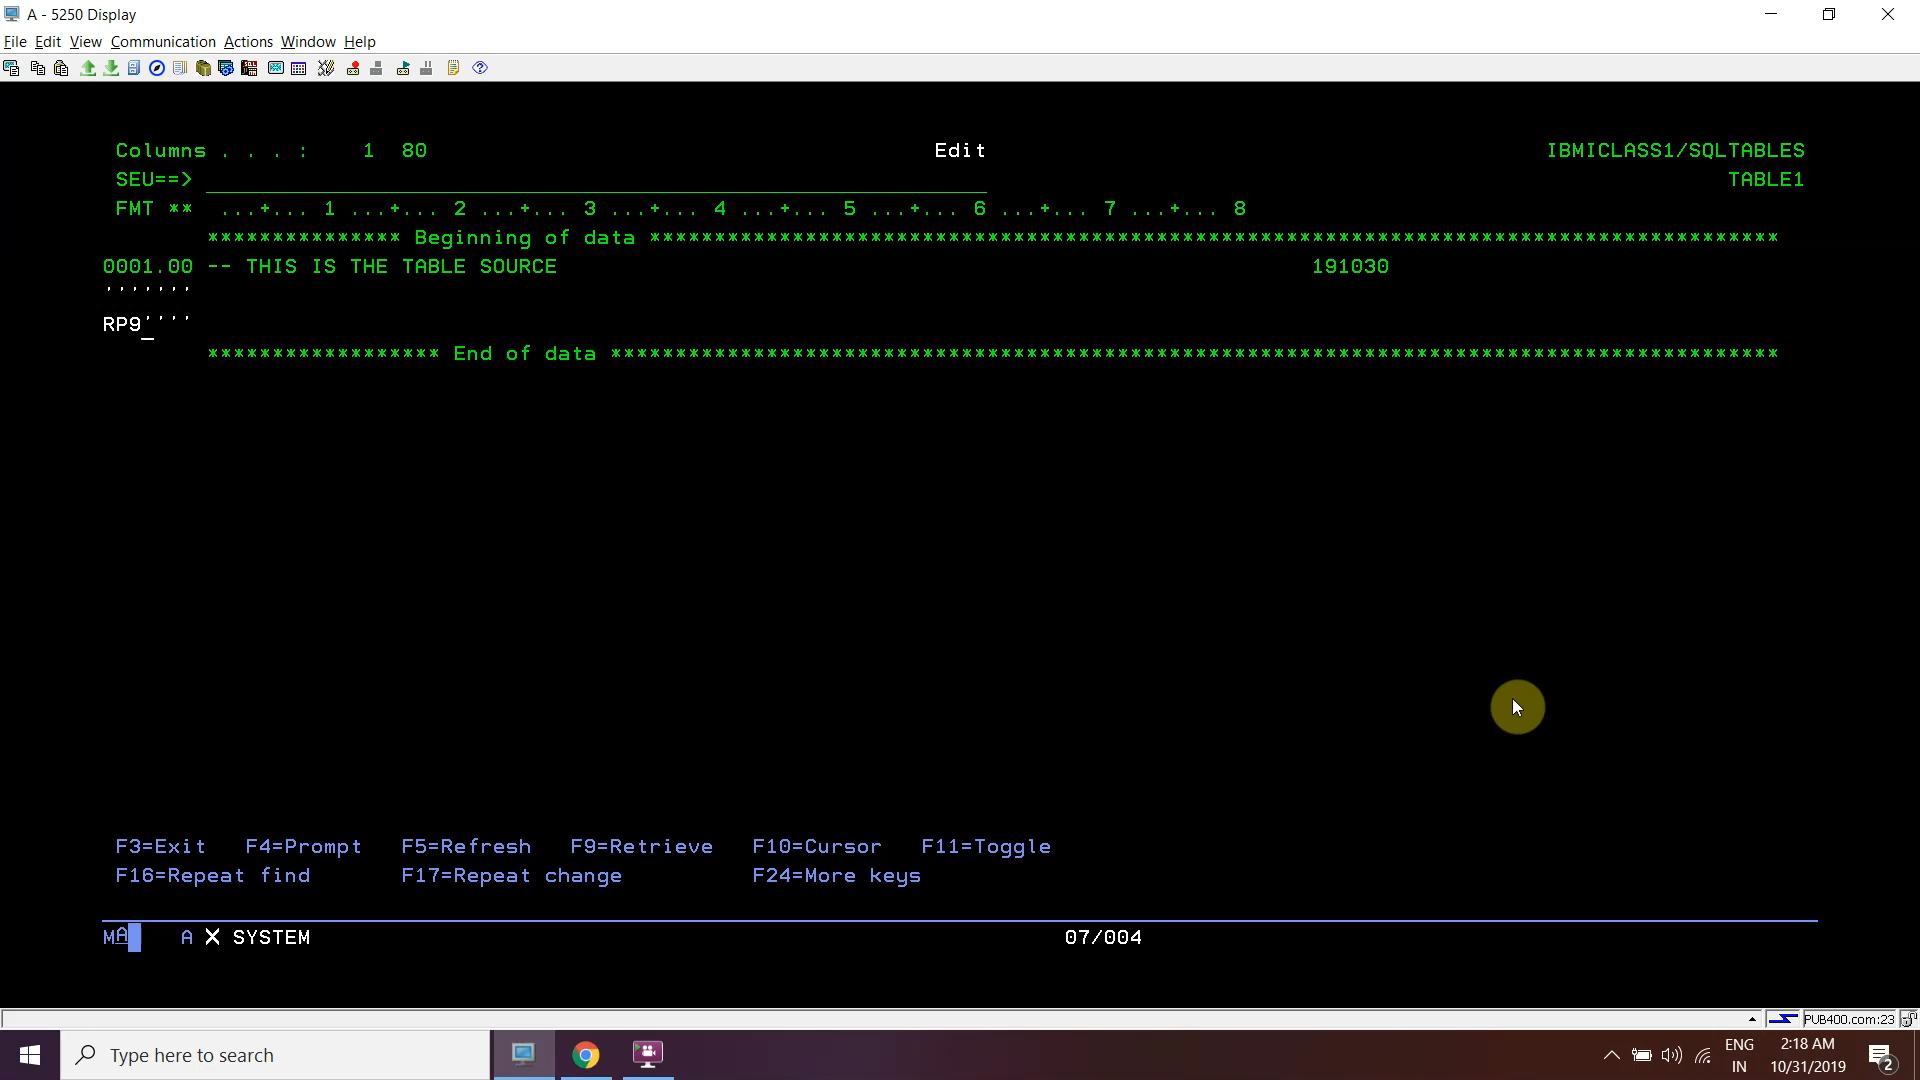 A - 5250 Display
File Edit View Communication Actions Window Help
Columns . . . :    1  80    Edit    IBMICLASS1/SQLTABLES
SEU==>    TABLE1
FMT **  ...+... 1 ...+... 2 ...+... 3 ...+... 4 ...+... 5 ...+... 6 ...+... 7 ...+... 8
*************** Beginning of data ***************************************************************************************
0001.00 -- THIS IS THE TABLE SOURCE    191030
'''''''
RP9''''
****************** End of data ******************************************************************************************
F3=Exit   F4=Prompt   F5=Refresh   F9=Retrieve   F10=Cursor   F11=Toggle
F16=Repeat find       F17=Repeat change          F24=More keys
MA    A X SYSTEM    07/004
PUB400.com:23
Type here to search
ENG 2:18 AM
IN 10/31/2019 2